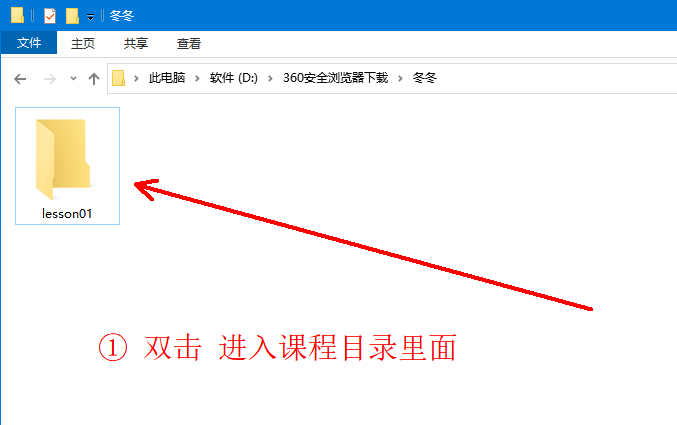 冬冬
文件 主页 共享 查看
此电脑 软件 (D:) 360安全浏览器下载 冬冬
lesson01
① 双击 进入课程目录里面